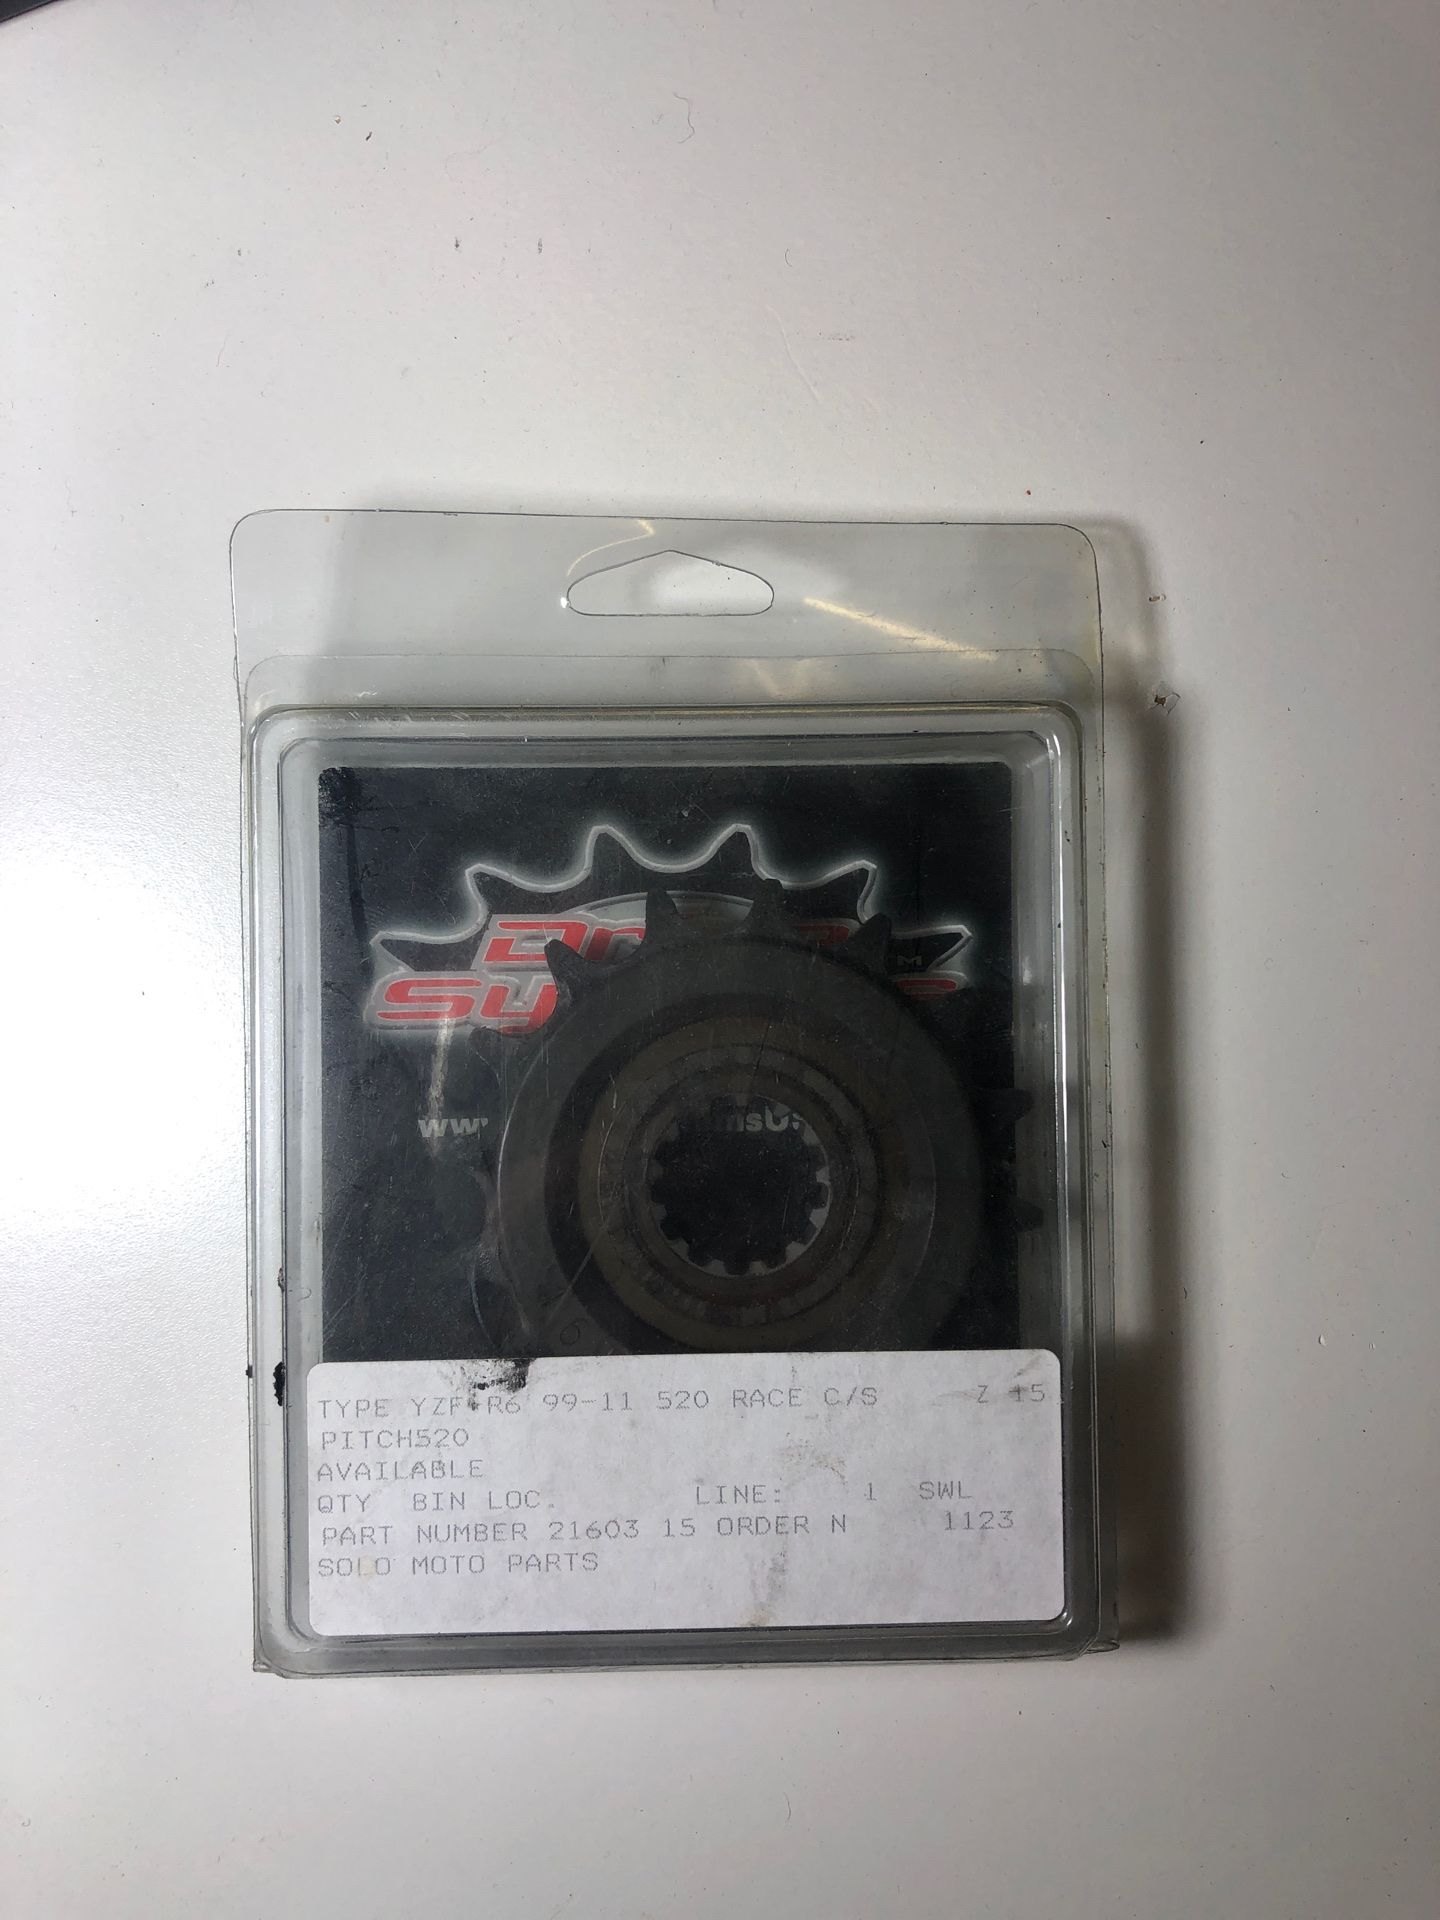 TM
TYPE YZF-R6 99-11 520 RACE C/S Z 15
PITCH520
AVAILABLE
QTY BIN LOC. LINE: 1 SWL
PART NUMBER 21603 15 ORDER N 1123
SOLO MOTO PARTS